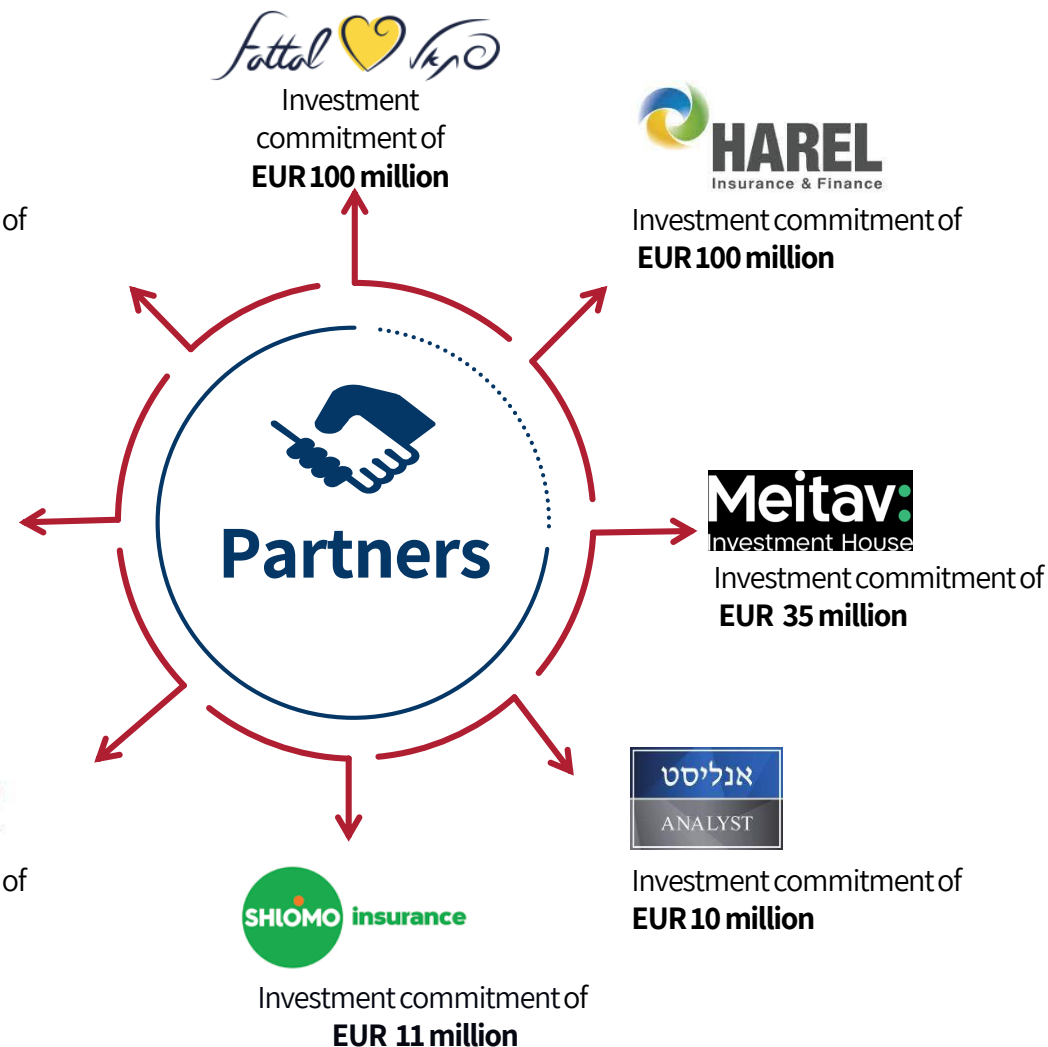 Fattal פתאל
Investment
commitment of
EUR 100 million
HAREL
Insurance & Finance
Investment commitment of
EUR 100 million
of
Partners
Meitav:
Investment House
Investment commitment of
EUR 35 million
אנליסט
ANALYST
Investment commitment of
EUR 10 million
of
SHLOMO insurance
Investment commitment of
EUR 11 million